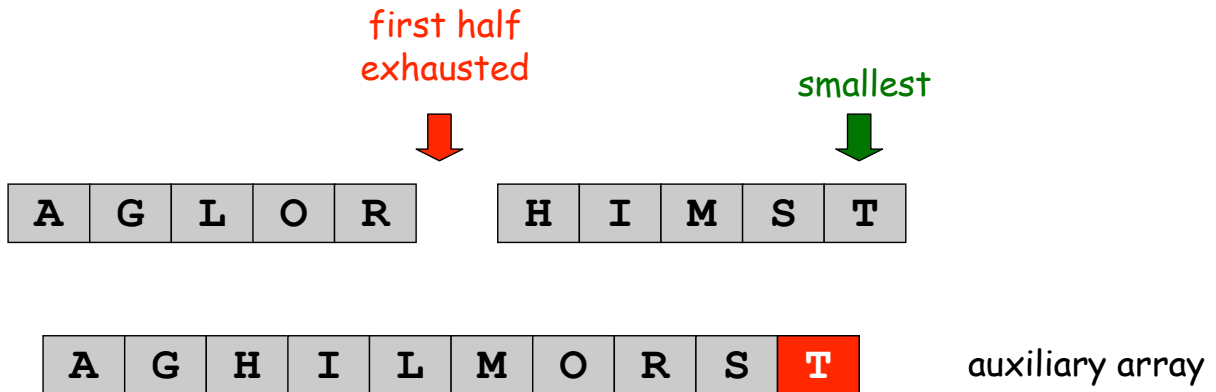 first half
exhausted
smallest
A G L O R H I M S T
A G H I L M O R S T auxiliary array